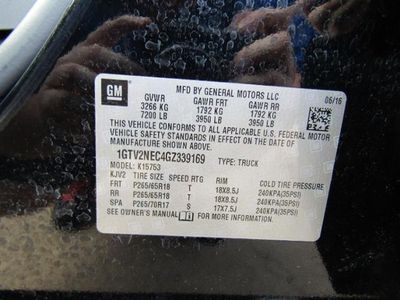 GM
MFD BY GENERAL MOTORS LLC
06/16
GVWR GAWR FRT GAWR RR
3266 KG 1792 KG 1792 KG
7200 LB 3950 LB 3950 LB
THIS VEHICLE CONFORMS TO ALL APPLICABLE U.S. FEDERAL MOTOR
VEHICLE SAFETY STANDARDS IN EFFECT ON THE DATE OF
MANUFACTURE SHOWN ABOVE.
1GTV2NEC4GZ339169 TYPE: TRUCK
MODEL: K15753
KJV2 TIRE SIZE SPEED RTG RIM COLD TIRE PRESSURE
FRT P265/65R18 T 18X8.5J 240KPA(35PSI)
RR P265/65R18 T 18X8.5J 240KPA(35PSI)
SPA P265/70R17 S 17X7.5J 240KPA(35PSI)
SEE OWNER'S MANUAL